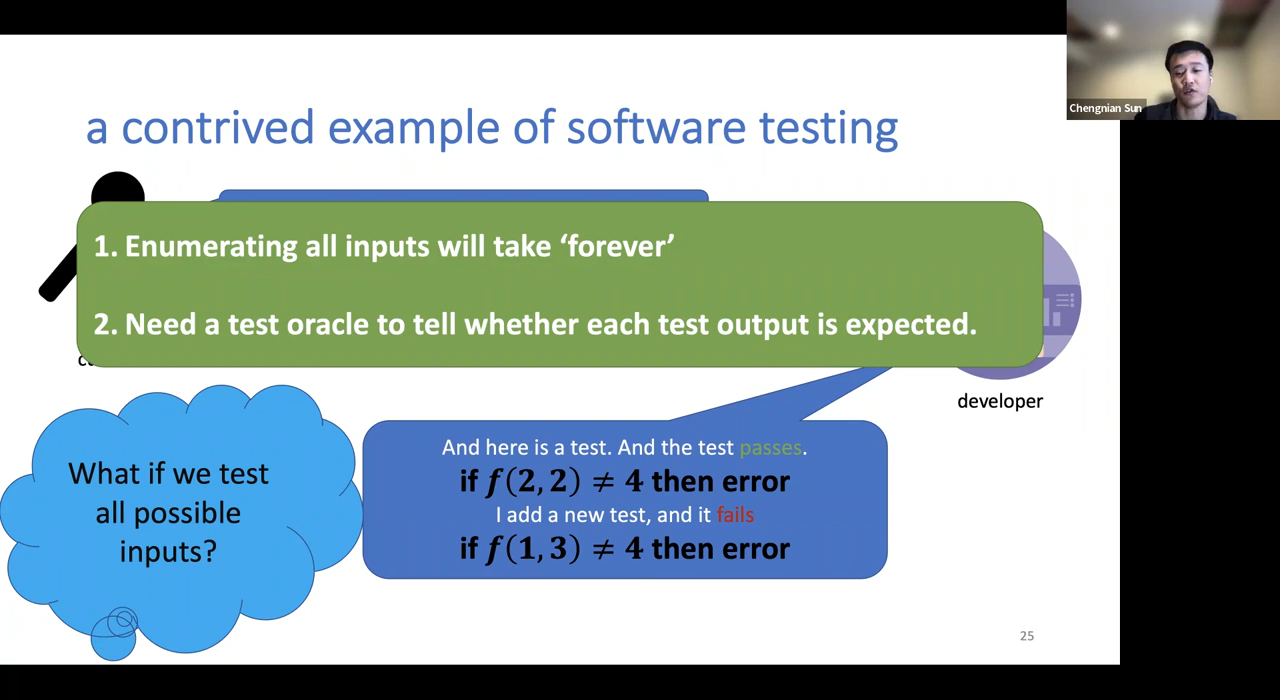 Chengnian Sun
a contrived example of software testing
1. Enumerating all inputs will take ‘forever’
2. Need a test oracle to tell whether each test output is expected.
developer
What if we test
all possible
inputs?
And here is a test. And the test passes.
if f(2, 2) ≠ 4 then error
I add a new test, and it fails
if f(1, 3) ≠ 4 then error
25